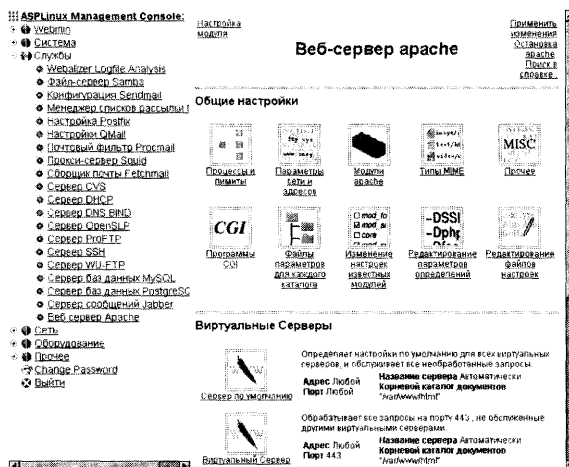 ASPLinux Management Console:
Webmin
Система
Службы
Webalizer Logfile Analysis
Файл-сервер Samba
Конфигурация Sendmail
Менеджер списков рассылки
Настройка Postfix
Настройки QMail
Почтовый фильтр Procmail
Прокси-сервер Squid
Сборщик почты Fetchmail
Сервер CVS
Сервер DHCP
Сервер DNS BIND
Сервер OpenSLP
Сервер ProFTP
Сервер SSH
Сервер WU-FTP
Сервер баз данных MySQL
Сервер баз данных PostgreSQ
Сервер сообщений Jabber
Веб сервер Apache
Сеть
Оборудование
Прочее
Change Password
Выйти
Настройка
модуля
Веб-сервер apache
Применить
изменения
Остановка
apache
Поиск в
справке..
Общие настройки
MISC
Процессы и
лимиты
Параметры
сети и
адресов
Модули
apache
Типы MIME
Прочее
CGI
mod_fo
mod_si
core
-DSSI
-Dphp
Программы
CGI
Файлы
параметров
для каждого
каталога
Изменение
настроек
известных
модулей
Редактирование
параметров
определений
Редактирование
файлов
настроек
Виртуальные Серверы
Сервер по умолчанию
Определяет настройки по умолчанию для всех виртуальных
серверов, и обслуживает все необработанные запросы.
Адрес Любой
Порт Любой
Название сервера Автоматически
Корневой каталог документов
"/var/www/html"
Виртуальный Сервер
Обрабатывает все запросы на порту 443 , не обслуженные
другими виртуальными серверами.
Адрес Любой
Порт 443
Название сервера Автоматически
Корневой каталог документов
"/var/www/html"